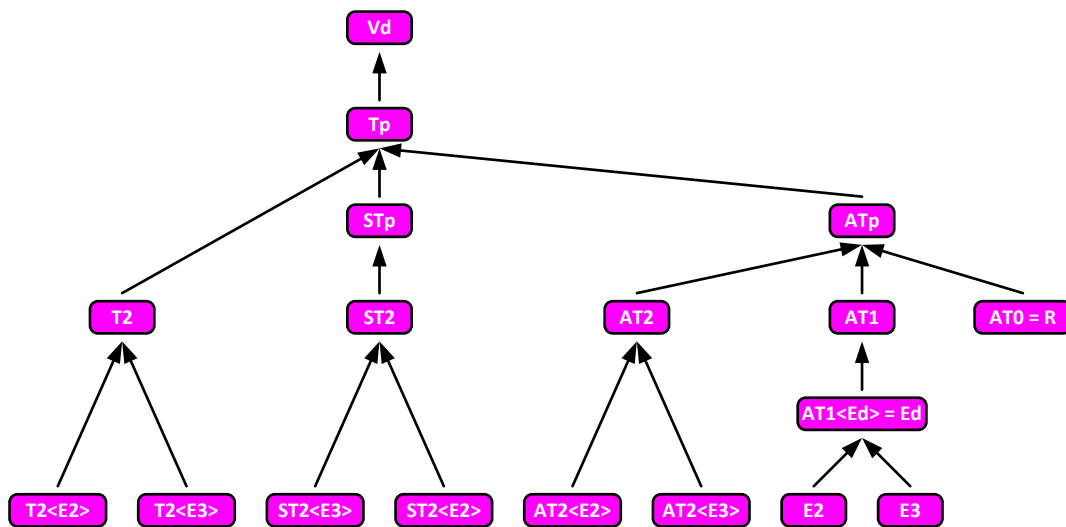 Vd
Tp
STp
ATp
T2
ST2
AT2
AT1
AT0 = R
AT1<Ed> = Ed
T2<E2>
T2<E3>
ST2<E3>
ST2<E2>
AT2<E2>
AT2<E3>
E2
E3